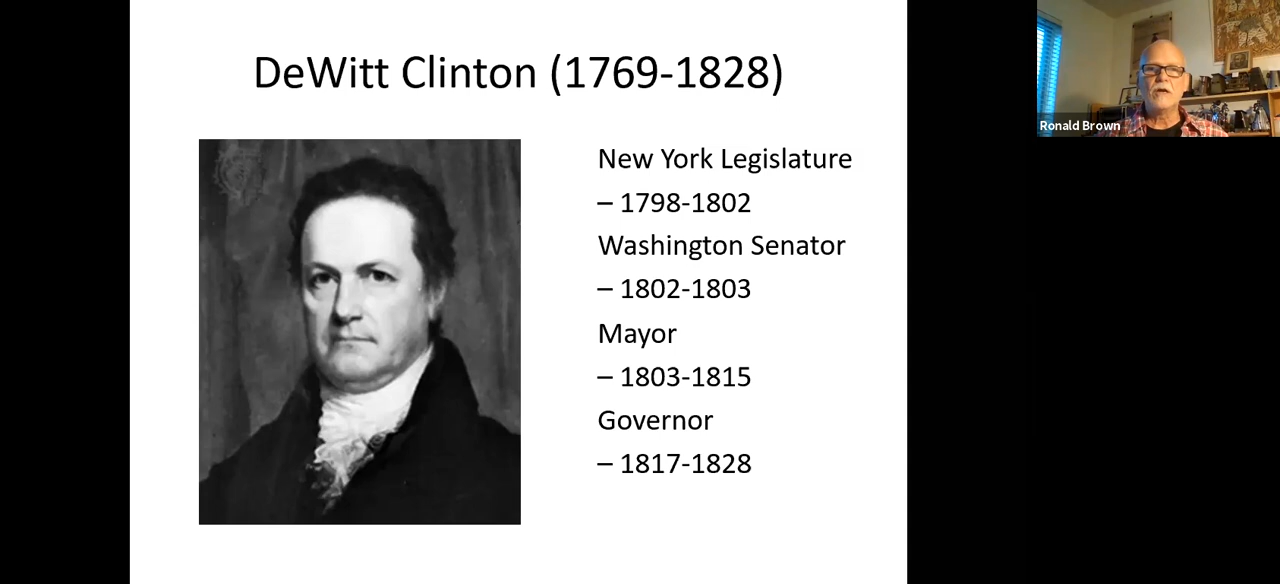 DeWitt Clinton (1769-1828)
New York Legislature
– 1798-1802
Washington Senator
– 1802-1803
Mayor
– 1803-1815
Governor
– 1817-1828
Ronald Brown